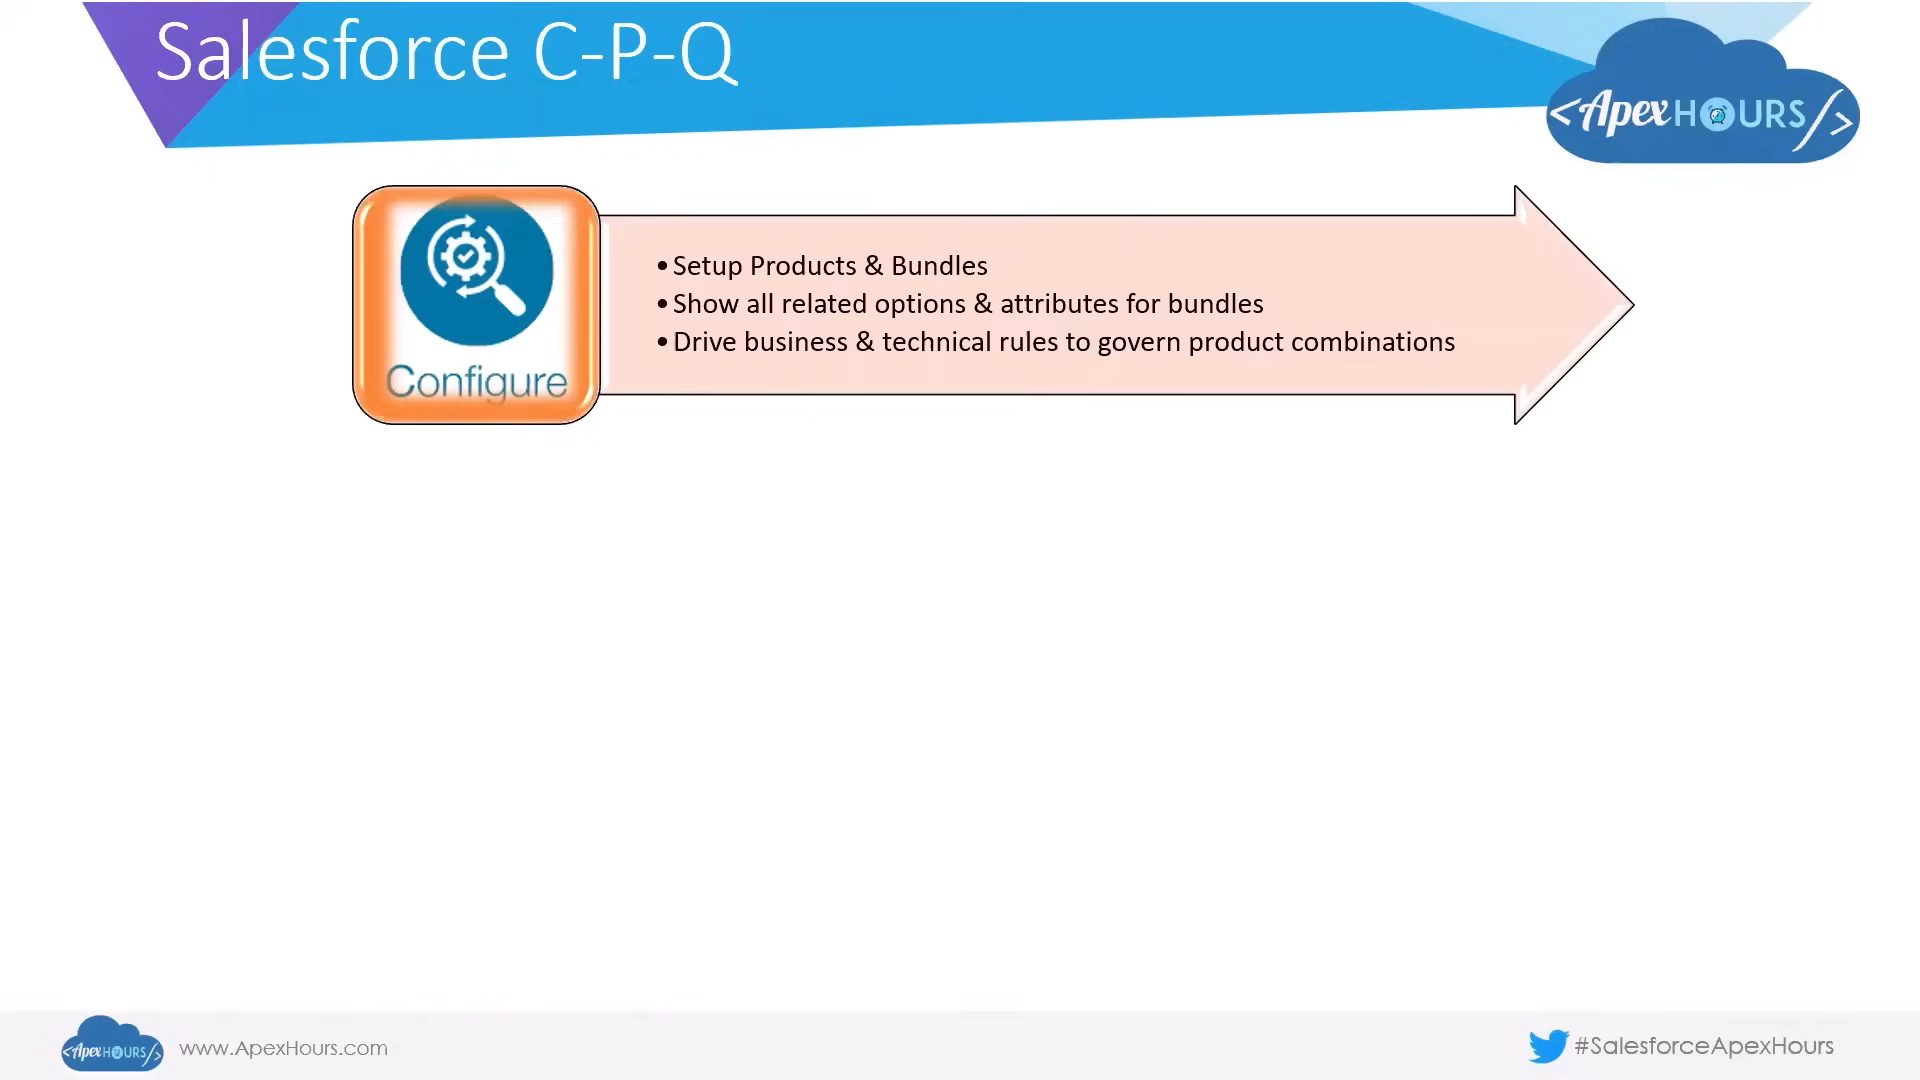 Salesforce C-P-Q
<ApexHOURS/>
• Setup Products & Bundles
• Show all related options & attributes for bundles
• Drive business & technical rules to govern product combinations
Configure
<ApexHOURS/>
www.ApexHours.com
#SalesforceApexHours